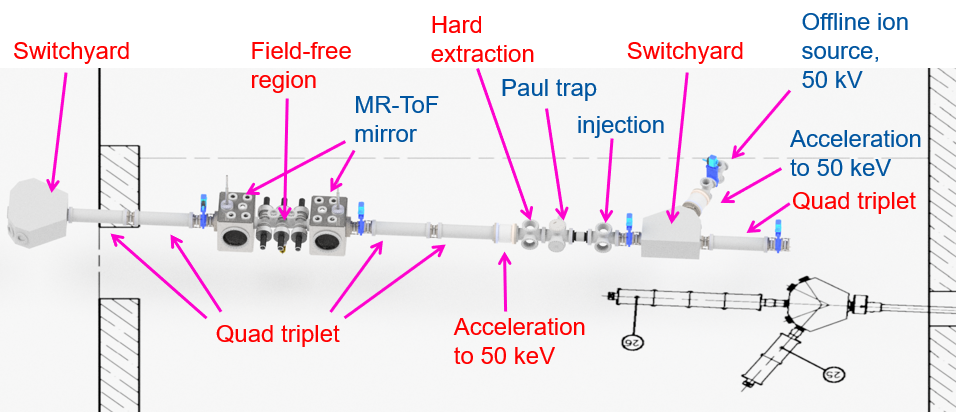 Switchyard
Field-free
region
MR-ToF
mirror
Hard
extraction
Paul trap
injection
Switchyard
Offline ion
source,
50 kV
Acceleration
to 50 keV
Quad triplet
Quad triplet
Acceleration
to 50 keV
26
25